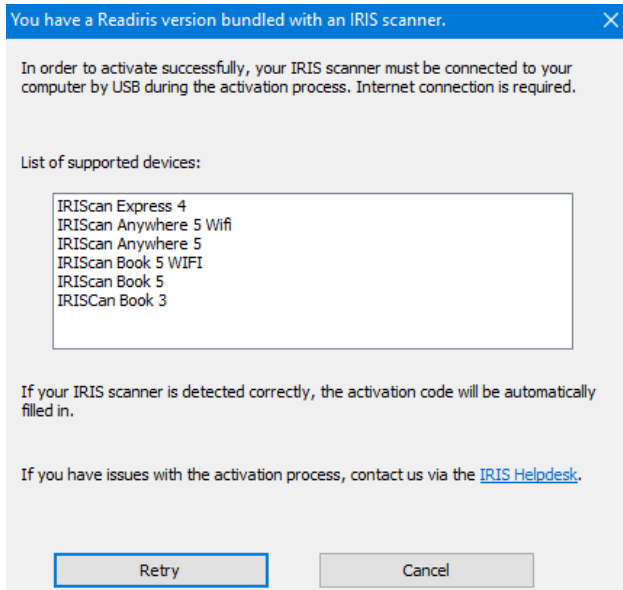 You have a Readiris version bundled with an IRIS scanner.
In order to activate successfully, your IRIS scanner must be connected to your
computer by USB during the activation process. Internet connection is required.
List of supported devices:
IRIScan Express 4
IRIScan Anywhere 5 Wifi
IRIScan Anywhere 5
IRIScan Book 5 WIFI
IRIScan Book 5
IRISCan Book 3
If your IRIS scanner is detected correctly, the activation code will be automatically
filled in.
If you have issues with the activation process, contact us via the IRIS Helpdesk.
Retry
Cancel